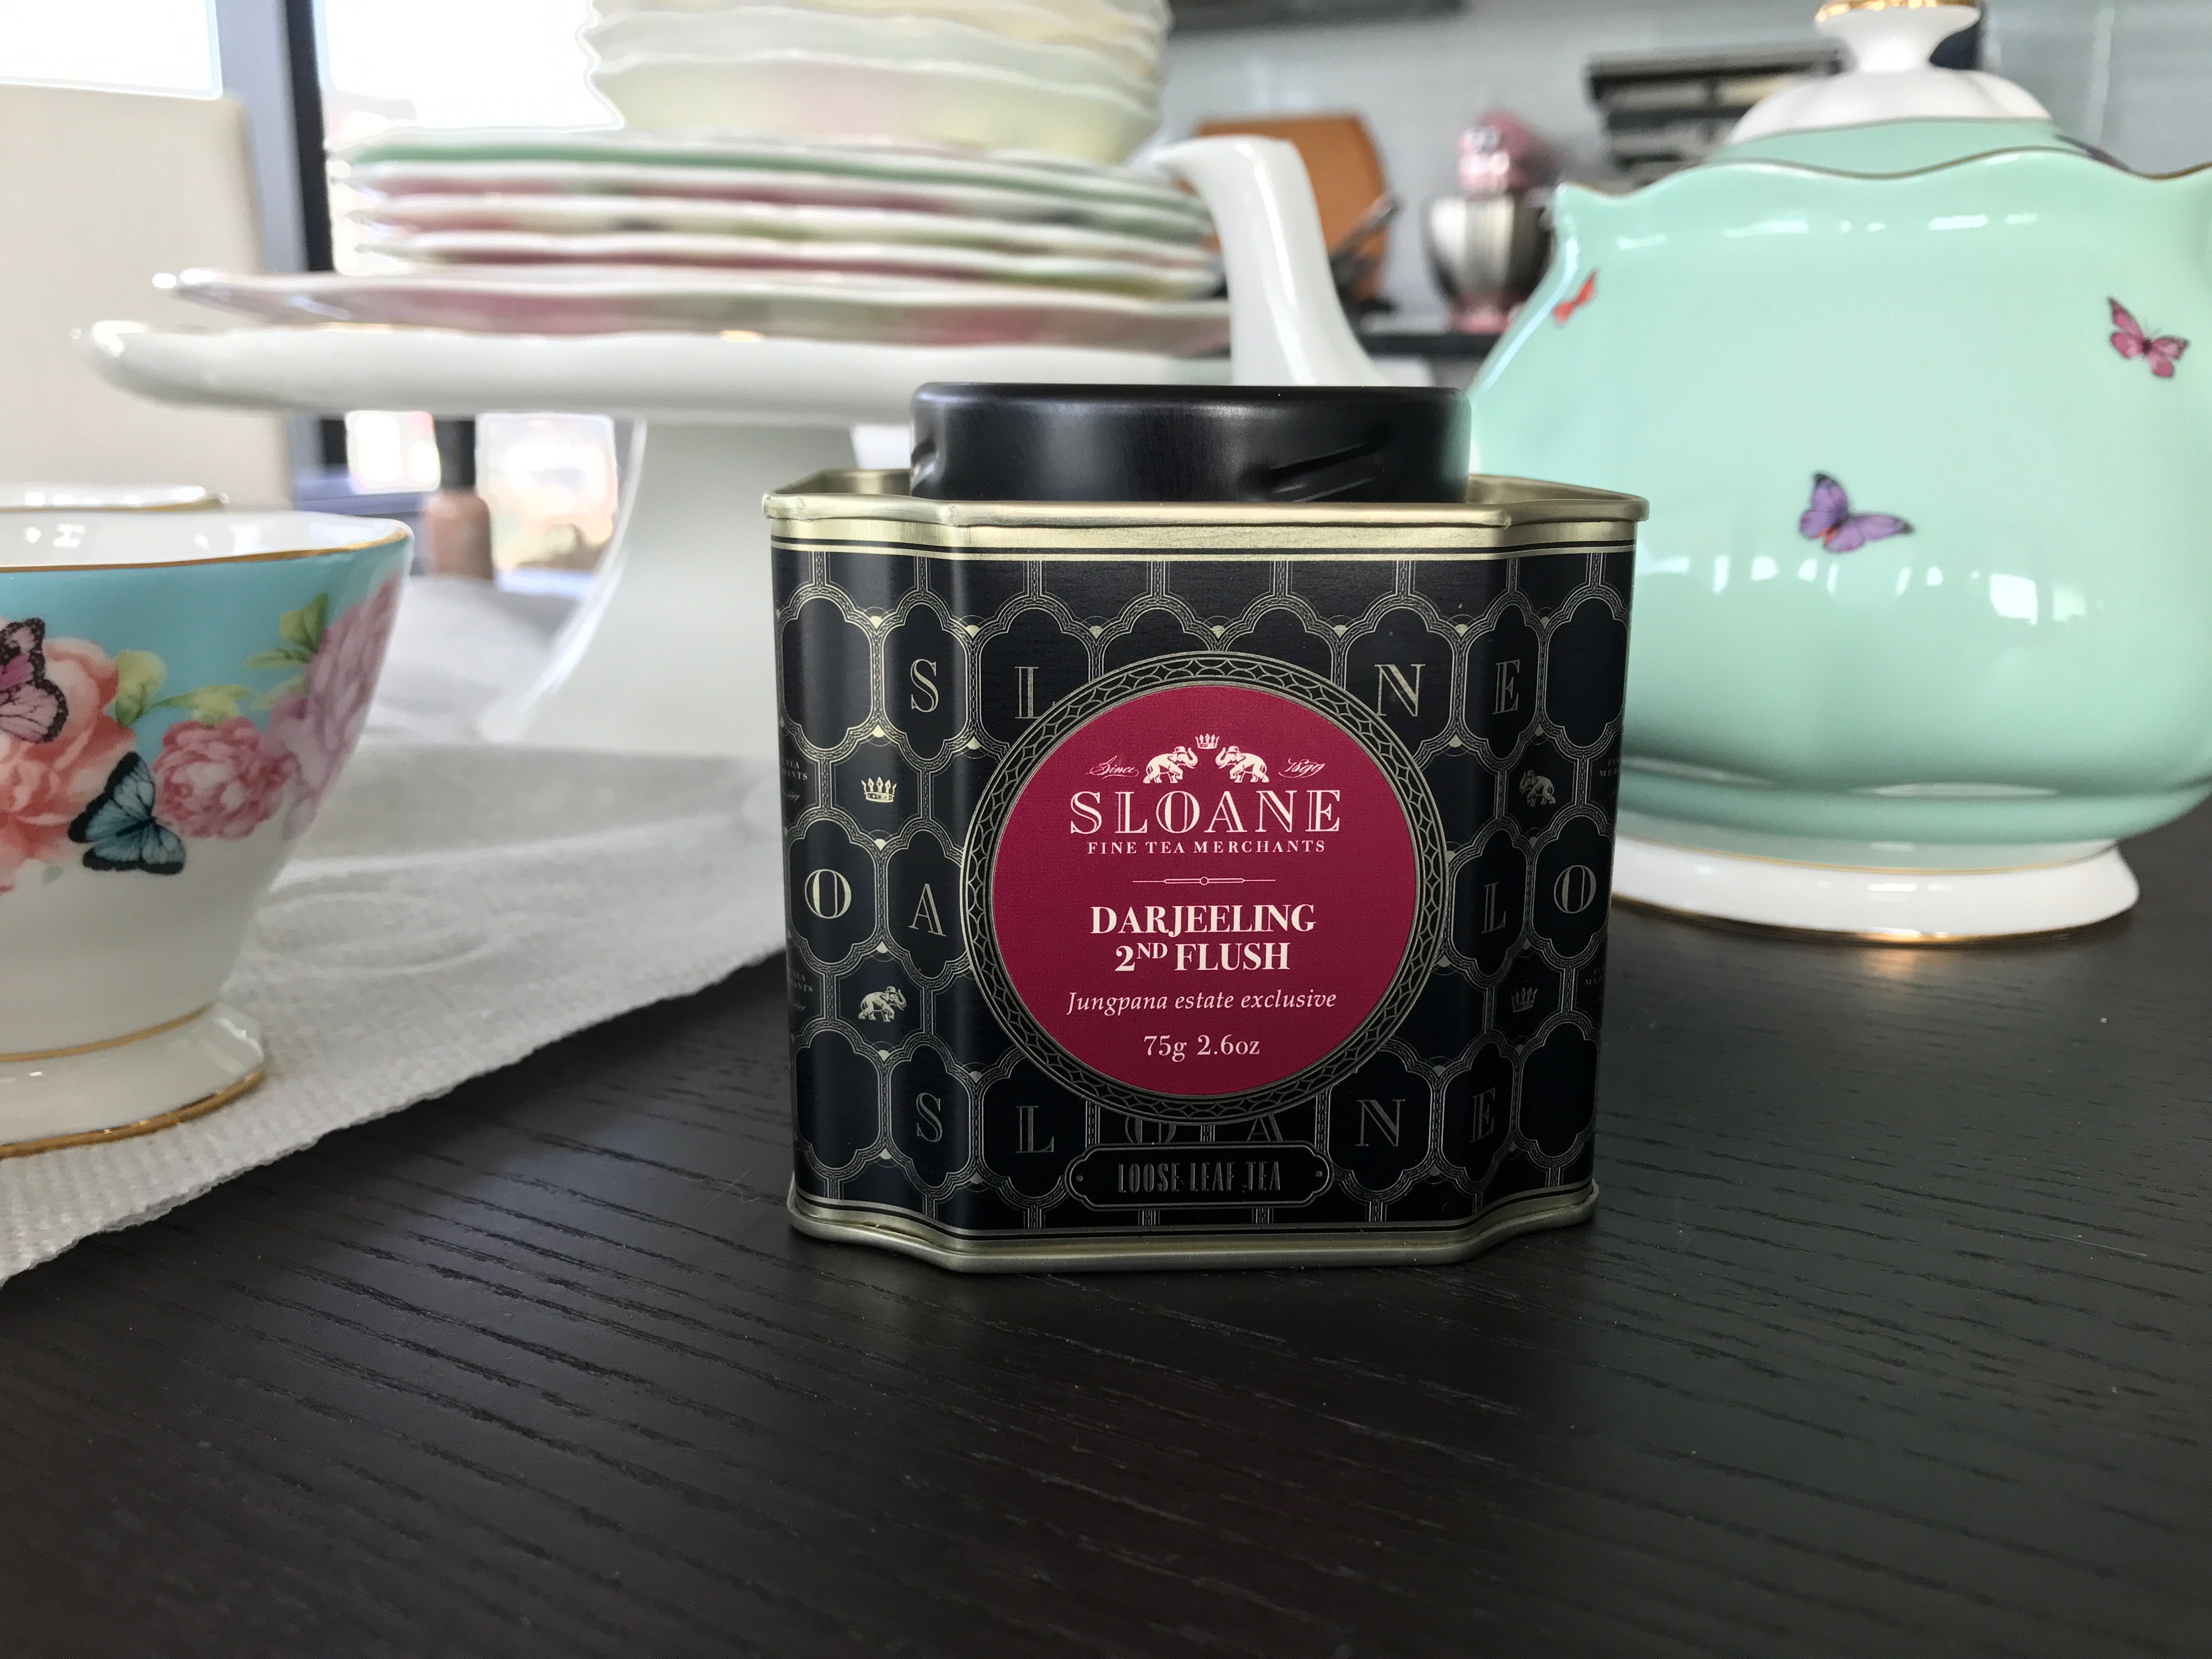 S L N E
Since 1899
SLOANE
FINE TEA MERCHANTS
DARJEELING
2ND FLUSH
Jungpana estate exclusive
75g 2.6oz
O A L O
S L O A N E
LOOSE LEAF TEA